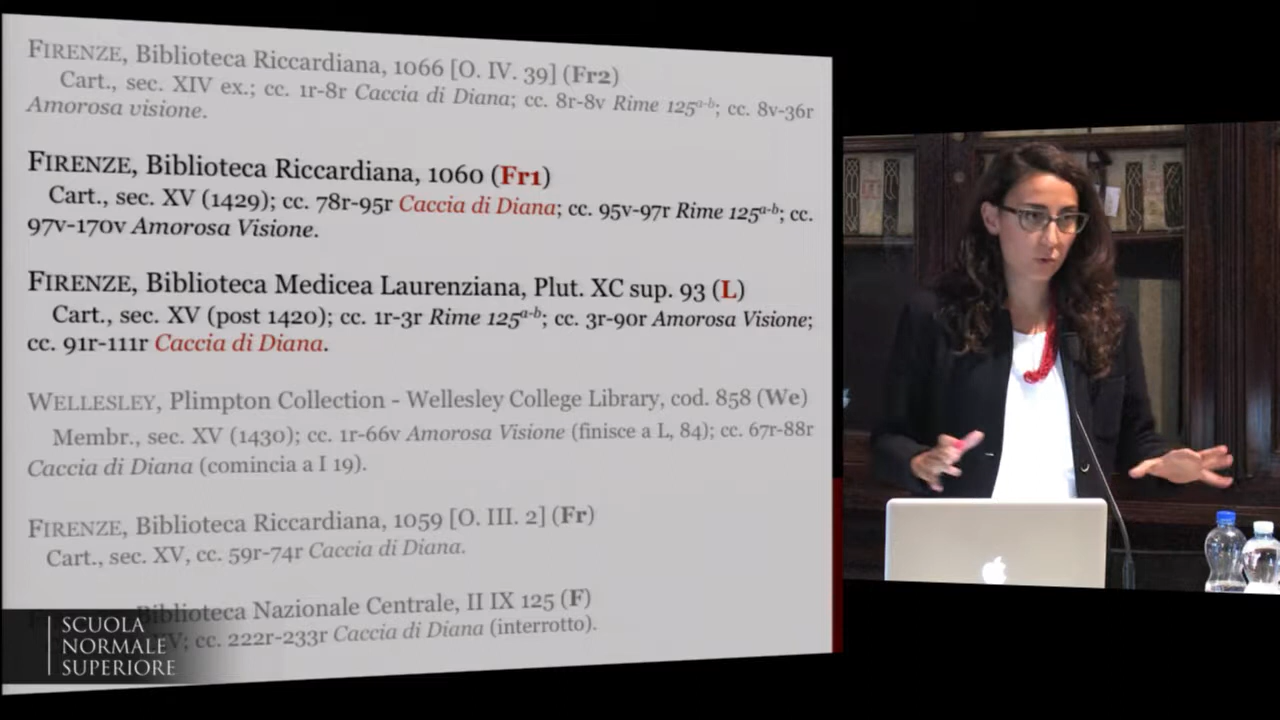 FIRENZE, Biblioteca Riccardiana, 1066 [O. IV. 39] (Fr2)
Cart., sec. XIV ex.; cc. 1r-8r Caccia di Diana; cc. 8r-8v Rime 125a-b; cc. 8v-36r
Amorosa visione.
FIRENZE, Biblioteca Riccardiana, 1060 (Fr1)
Cart., sec. XV (1429); cc. 78r-95r Caccia di Diana; cc. 95v-97r Rime 125a-b; cc.
97v-170v Amorosa Visione.
FIRENZE, Biblioteca Medicea Laurenziana, Plut. XC sup. 93 (L)
Cart., sec. XV (post 1420); cc. 1r-3r Rime 125a-b; cc. 3r-90r Amorosa Visione;
cc. 91r-111r Caccia di Diana.
WELLESLEY, Plimpton Collection - Wellesley College Library, cod. 858 (We)
Membr., sec. XV (1430); cc. 1r-66v Amorosa Visione (finisce a L, 84); cc. 67r-88r
Caccia di Diana (comincia a I 19).
FIRENZE, Biblioteca Riccardiana, 1059 [O. III. 2] (Fr)
Cart., sec. XV, cc. 59r-74r Caccia di Diana.
Biblioteca Nazionale Centrale, II IX 125 (F)
cc. 222r-233r Caccia di Diana (interrotto).
SCUOLA
NORMALE
SUPERIORE